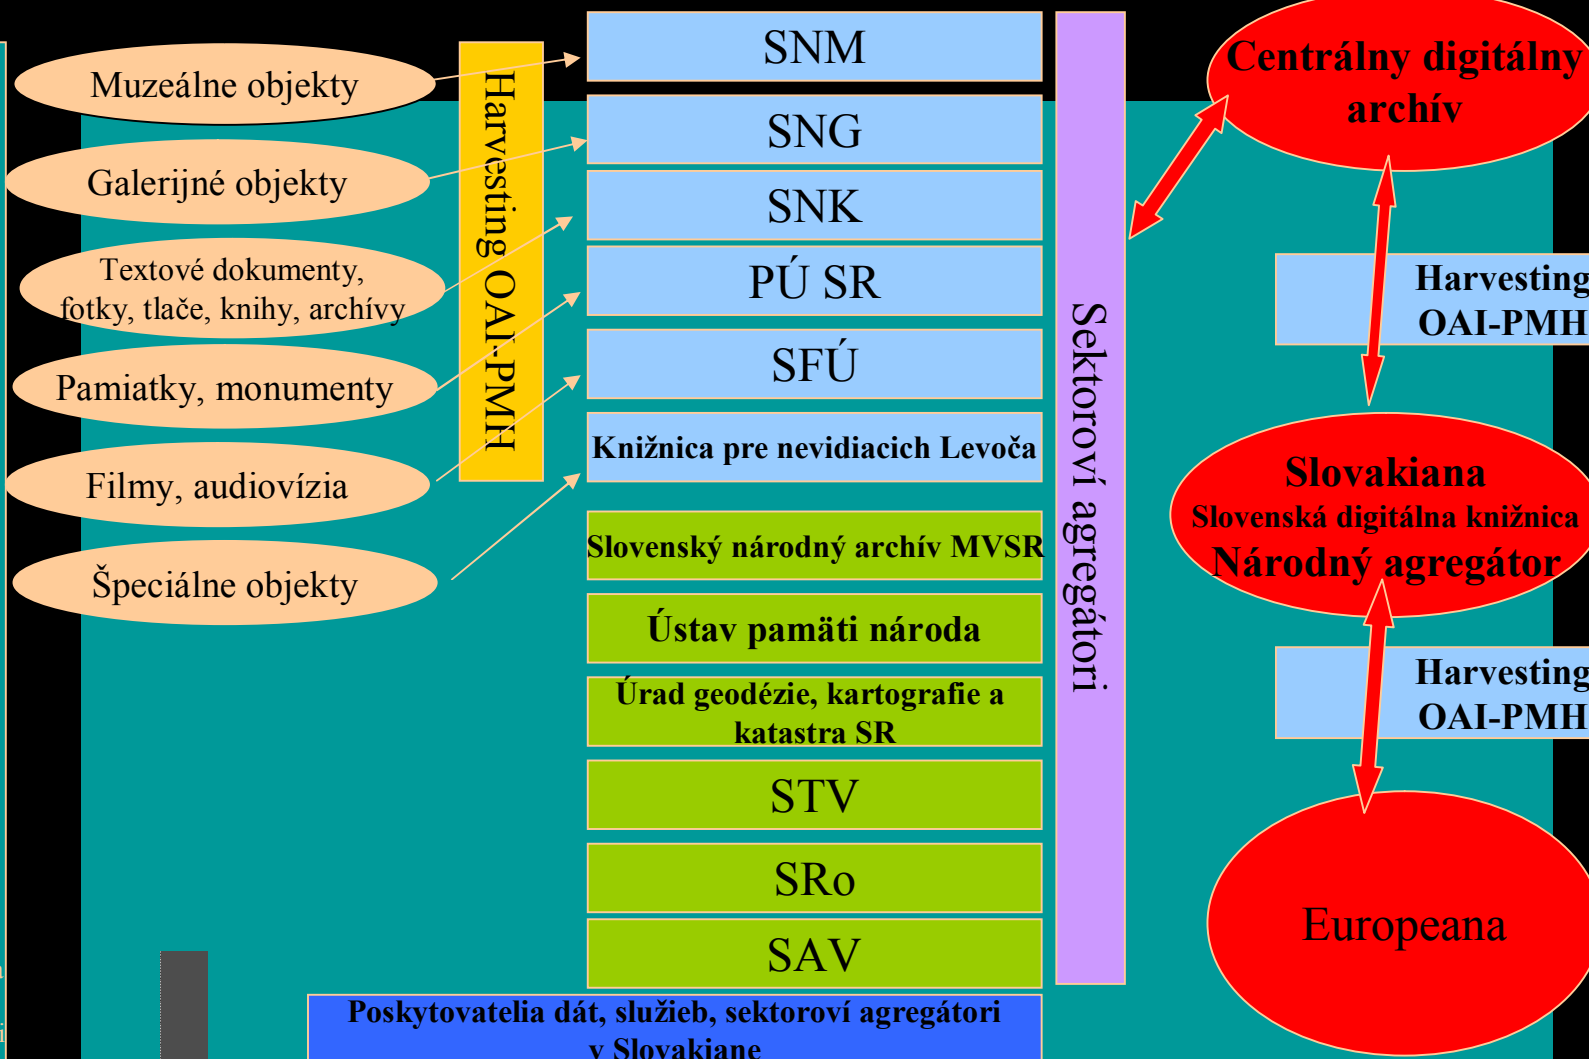 Muzeálne objekty
Galerijné objekty
Textové dokumenty,
fotky, tlače, knihy, archívy
Pamiatky, monumenty
Filmy, audiovízia
Špeciálne objekty
Harvesting OAI-PMH
SNM
SNG
SNK
PÚ SR
SFÚ
Knižnica pre nevidiacich Levoča
Slovenský národný archív MVSR
Ústav pamäti národa
Úrad geodézie, kartografie a
katastra SR
STV
SRo
SAV
Poskytovatelia dát, služieb, sektoroví agregátori
v Slovakiane
Sektoroví agregátori
Centrálny digitálny
archív
Harvesting
OAI-PMH
Slovakiana
Slovenská digitálna knižnica
Národný agregátor
Harvesting
OAI-PMH
Europeana